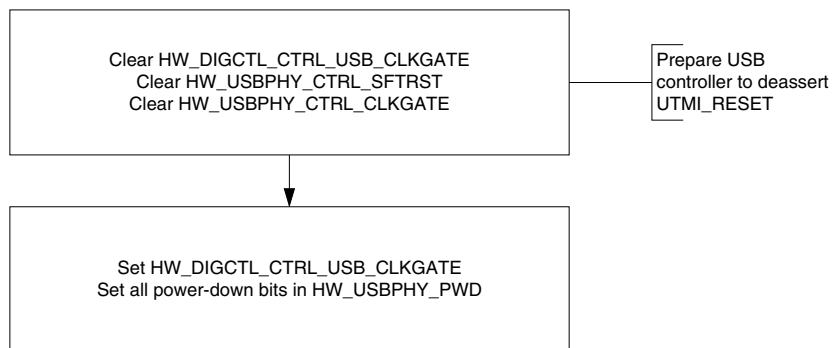 Clear HW_DIGCTL_CTRL_USB_CLKGATE
Clear HW_USBPHY_CTRL_SFTRST
Clear HW_USBPHY_CTRL_CLKGATE
Prepare USB
controller to deassert
UTMI_RESET
Set HW_DIGCTL_CTRL_USB_CLKGATE
Set all power-down bits in HW_USBPHY_PWD